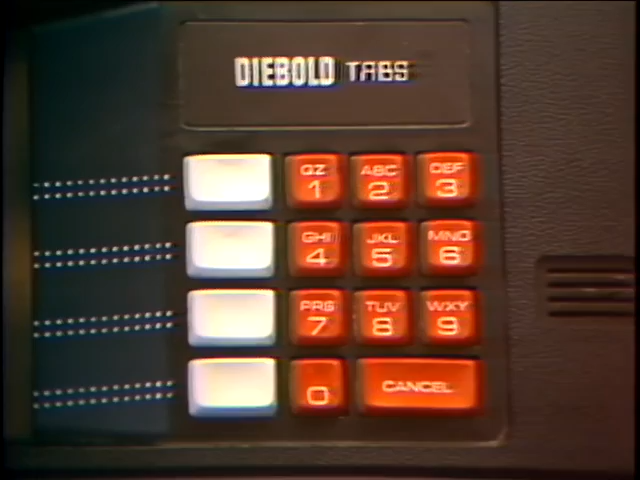 DIEBOLD TABS
QZ ABC DEF
1 2 3
GHI JKL MNO
4 5 6
PRS TUV WXY
7 8 9
0 CANCEL